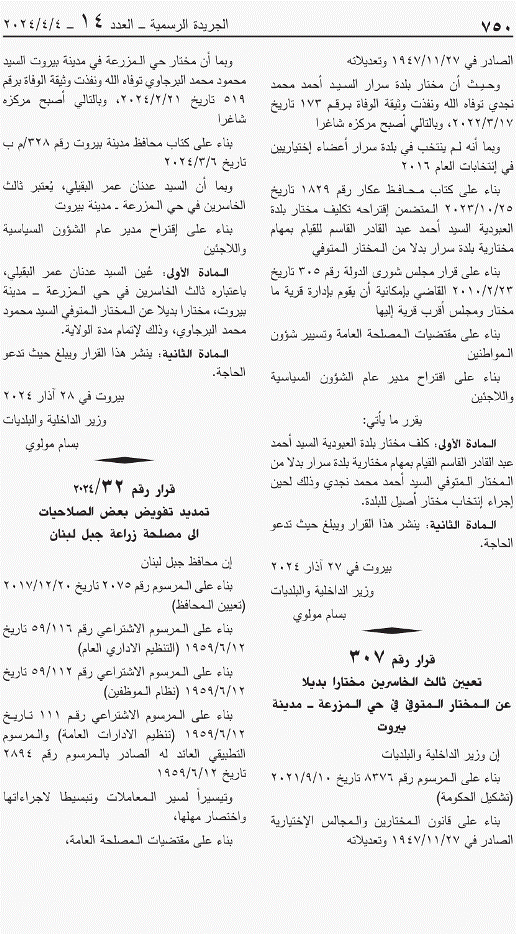 ٧٥٠
الجريدة الرسمية ــ العدد ١٤ ــ ٢٠٢٤/٤/٤
الصادر في ١٩٤٧/١١/٢٧ وتعديلاته
وحيث أن مختار بلدة سرار السيد أحمد محمد
نجدي توفاه الله ونفذت وثيقة الوفاة برقم ١٧٣ تاريخ
٢٠٢٢/٣/١٧، وبالتالي أصبح مركزه شاغرا
وبما أنه لم ينتخب في بلدة سرار أعضاء إختياريين
في إنتخابات العام ٢٠١٦
بناء على كتاب محافظ عكار رقم ١٨٢٩ تاريخ
٢٠٢٣/١٠/٢٥ المتضمن إقتراحه تكليف مختار بلدة
العبودية السيد أحمد عبد القادر القاسم للقيام بمهام
مختارية بلدة سرار بدلا من المختار المتوفي
بناء على قرار مجلس شورى الدولة رقم ٣٠٥ تاريخ
٢٠١٠/٢/٢٣ القاضي بإمكانية أن يقوم بإدارة قرية ما
مختار ومجلس أقرب قرية إليها
بناء على مقتضيات المصلحة العامة وتسيير شؤون
المواطنين
بناء على اقتراح مدير عام الشؤون السياسية
واللاجئين
يقرر ما يأتي:
المادة الأولى: كلف مختار بلدة العبودية السيد أحمد
عبد القادر القاسم القيام بمهام مختارية بلدة سرار بدلا من
المختار المتوفي السيد أحمد محمد نجدي وذلك لحين
إجراء إنتخاب مختار أصيل للبلدة.
المادة الثانية: ينشر هذا القرار ويبلغ حيث تدعو
الحاجة.
بيروت في ٢٧ آذار ٢٠٢٤
وزير الداخلية والبلديات
بسام مولوي
قرار رقم ٣٠٧
تعيين ثالث الخاسرين مختارا بديلا
عن المختار المتوفي في حي المزرعة ــ مدينة
بيروت
إن وزير الداخلية والبلديات
بناء على المرسوم رقم ٨٣٧٦ تاريخ ٢٠٢١/٩/١٠
(تشكيل الحكومة)
بناء على قانون المختارين والمجالس الإختيارية
الصادر في ١٩٤٧/١١/٢٧ وتعديلاته
وبما أن مختار حي المزرعة في مدينة بيروت السيد
محمود محمد البرجاوي توفاه الله ونفذت وثيقة الوفاة برقم
٥١٩ تاريخ ٢٠٢٤/٢/٢١، وبالتالي أصبح مركزه
شاغرا
بناء على كتاب محافظ مدينة بيروت رقم ٣٢٨/م ب
تاريخ ٢٠٢٤/٣/٦
وبما أن السيد عدنان عمر البقيلي، يُعتبر ثالث
الخاسرين في حي المزرعة ــ مدينة بيروت
بناء على إقتراح مدير عام الشؤون السياسية
واللاجئين
المادة الأولى: عُين السيد عدنان عمر البقيلي،
باعتباره ثالث الخاسرين في حي المزرعة ــ مدينة
بيروت، مختارا بديلا عن المختار المتوفي السيد محمود
محمد البرجاوي، وذلك لإتمام مدة الولاية.
المادة الثانية: ينشر هذا القرار ويبلغ حيث تدعو
الحاجة.
بيروت في ٢٨ آذار ٢٠٢٤
وزير الداخلية والبلديات
بسام مولوي
قرار رقم ٢٠٢٤/٣٢
تمديد تفويض بعض الصلاحيات
الى مصلحة زراعة جبل لبنان
إن محافظ جبل لبنان
بناء على المرسوم رقم ٢٠٧٥ تاريخ ٢٠١٧/١٢/٢٠
(تعيين المحافظ)
بناء على المرسوم الاشتراعي رقم ٥٩/١١٦ تاريخ
١٩٥٩/٦/١٢ (التنظيم الاداري العام)
بناء على المرسوم الاشتراعي رقم ٥٩/١١٢ تاريخ
١٩٥٩/٦/١٢ (نظام الموظفين)
بناء على المرسوم الاشتراعي رقم ١١١ تاريخ
١٩٥٩/٦/١٢ (تنظيم الادارات العامة) والمرسوم
التطبيقي العائد له الصادر بالمرسوم رقم ٢٨٩٤
تاريخ ١٩٥٩/٦/١٢
وتيسيراً لسير المعاملات وتبسيطا لاجراءاتها
واختصار مهلها،
بناء على مقتضيات المصلحة العامة،